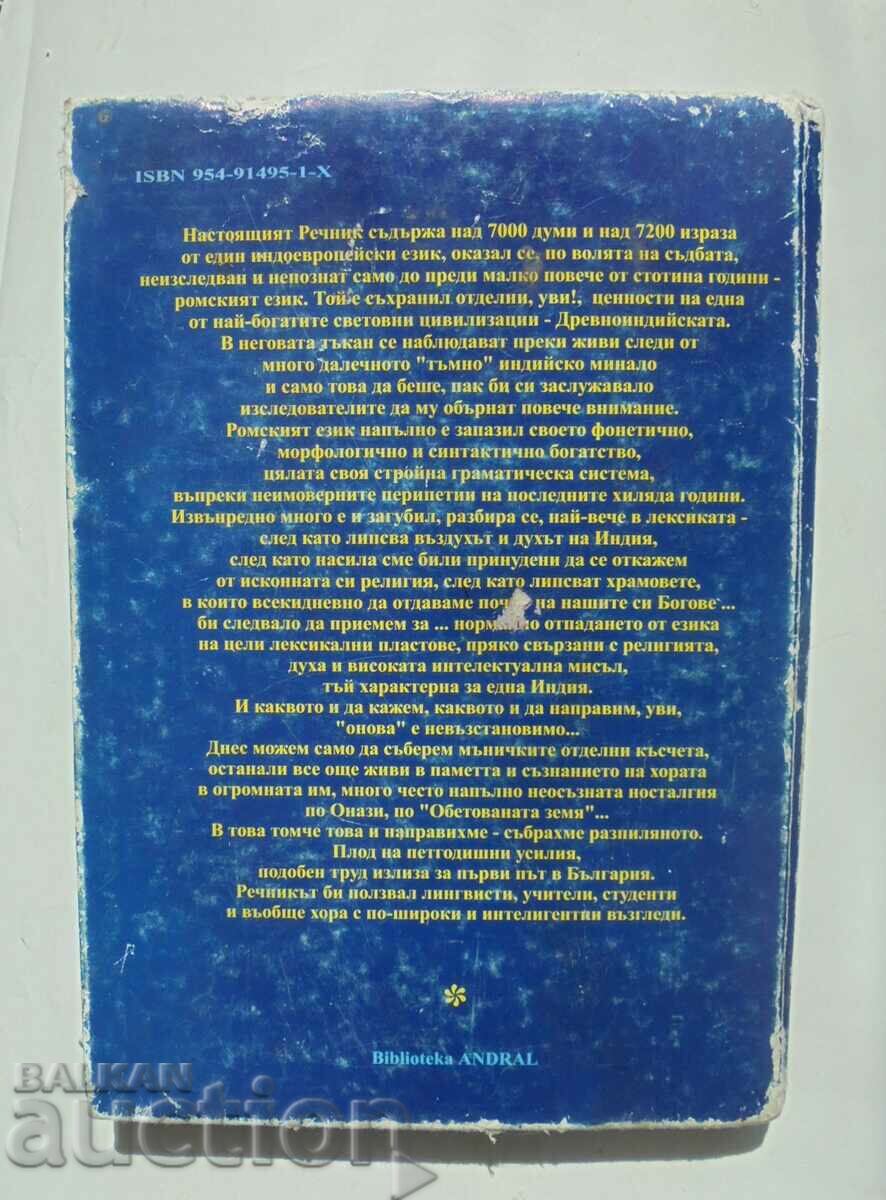 ISBN 954-91495-1-X
Настоящият Речник съдържа над 7000 думи и над 7200 израза
от един индоевропейски език, оказал се, по волята на съдбата,
неизследван и непознат само до преди малко повече от стотина години -
ромският език. Той е съхранил отделни, уви!, ценности на една
от най-богатите световни цивилизации - Древноиндийската.
В неговата тъкан се наблюдават преки живи следи от
много далечното "тъмно" индийско минало
и само това да беше, пак би си заслужавало
изследователите да му обърнат повече внимание.
Ромският език напълно е запазил своето фонетично,
морфологично и синтактично богатство,
цялата своя стройна граматическа система,
въпреки неимоверните перипетии на последните хиляда години.
Извънредно много е и загубил, разбира се, най-вече в лексиката -
след като липсва въздухът и духът на Индия,
след като насила сме били принудени да се откажем
от исконната си религия, след като липсват храмовете,
в които всекидневно да отдаваме на нашите си Богове ...
би следвало да приемем за ... нормално отпадането от езика
на цели лексикални пластове, пряко свързани с религията,
духа и високата интелектуална мисъл,
тъй характерна за една Индия.
И каквото и да кажем, каквото и да направим, уви,
"онова" е невъзстановимо...
Днес можем само да съберем мъничките отделни късчета,
останали все още живи в паметта и съзнанието на хората
в огромната им, много често напълно неосъзната носталгия
по Онази, по "Обетованата земя"...
В това томче това и направихме - събрахме разпиляното.
Плод на петгодишни усилия,
подобен труд излиза за първи път в България.
Речникът би ползвал лингвисти, учители, студенти
и въобще хора с по-широки и интелигентни възгледи.
Biblioteka ANDRAL
BALKAN
auction